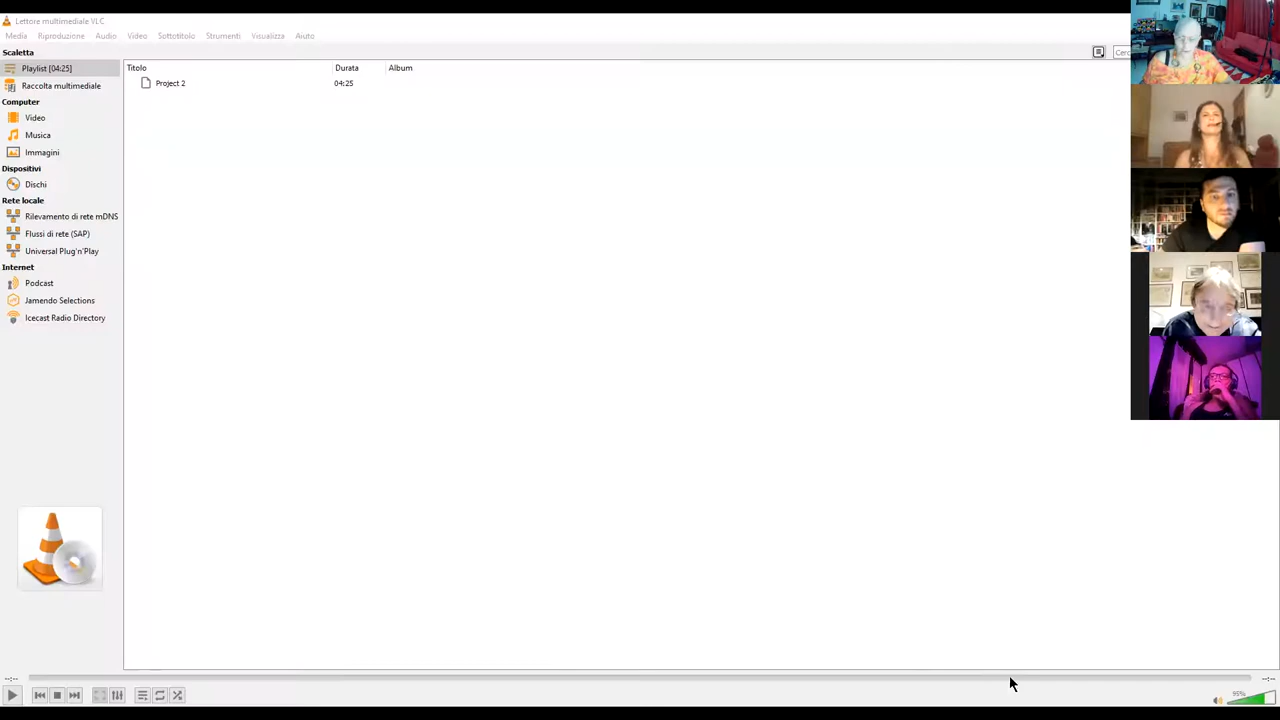 Lettore multimediale VLC
Media Riproduzione Audio Video Sottotitolo Strumenti Visualizza Aiuto
Scaletta
Cerc
Playlist [04:25]
Raccolta multimediale
Computer
Video
Musica
Immagini
Dispositivi
Dischi
Rete locale
Rilevamento di rete mDNS
Flussi di rete (SAP)
Universal Plug'n'Play
Internet
Podcast
Jamendo Selections
Icecast Radio Directory
Titolo Durata Album
Project 2 04:25
--:-- --:--
95%